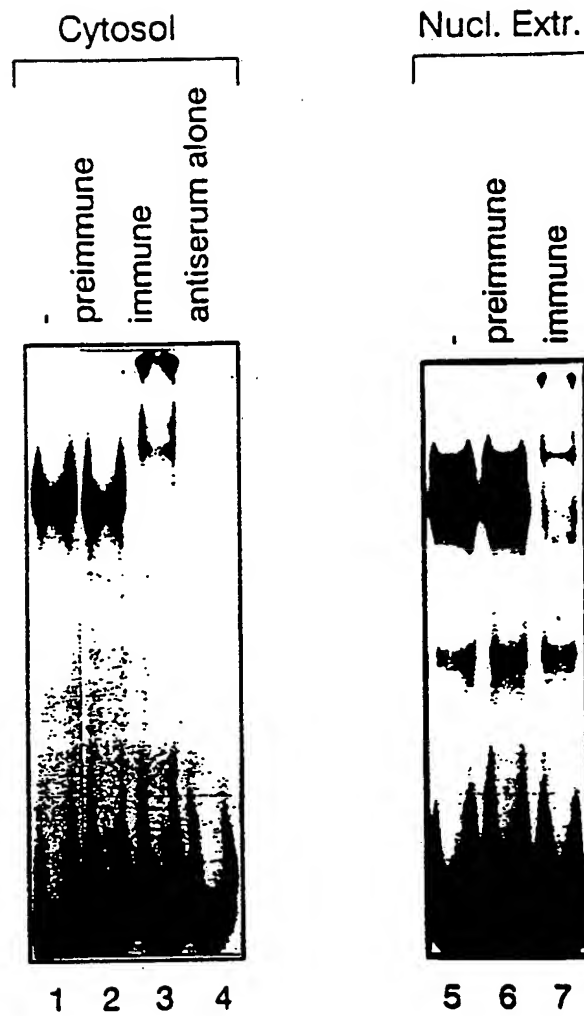 Cytosol
Nucl. Extr.
-
preimmune
immune
antiserum alone
-
preimmune
immune
1 2 3 4
5 6 7